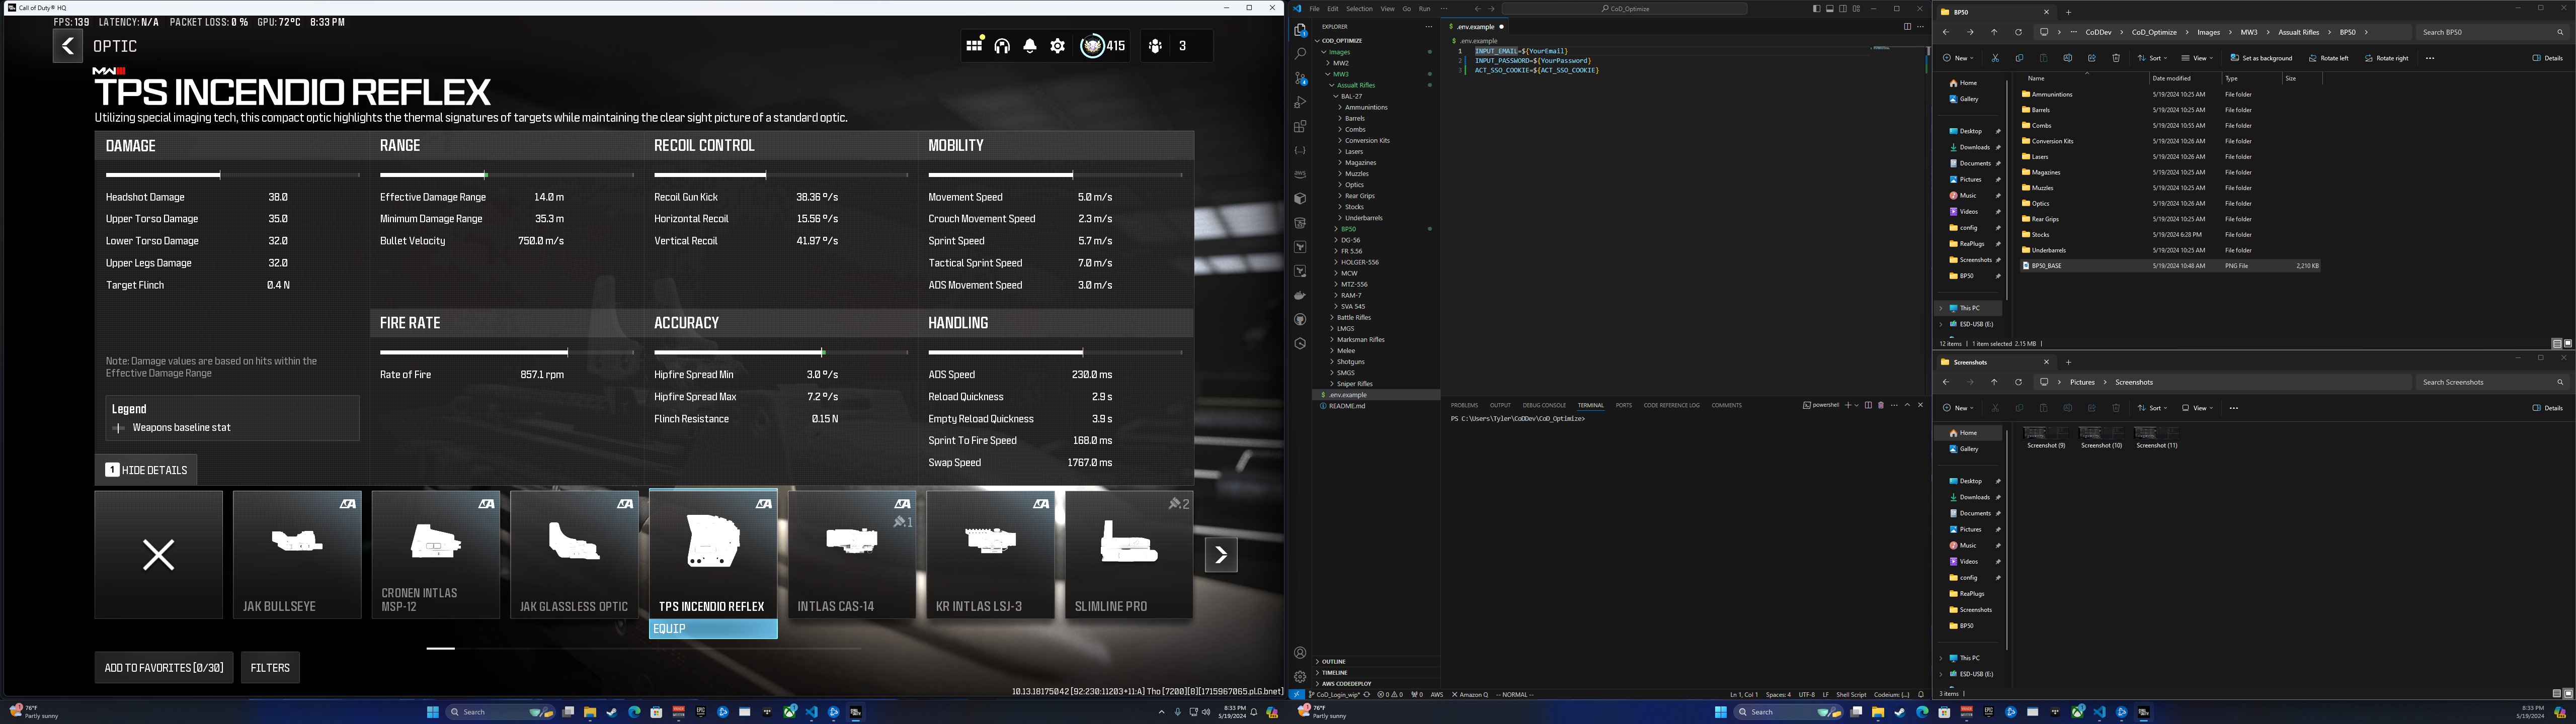 Call of Duty® HQ
FPS: 139 LATENCY: N/A PACKET LOSS: 0 % GPU: 72°C 8:33 PM
OPTIC
415
3
MWIII
TPS INCENDIO REFLEX
Utilizing special imaging tech, this compact optic highlights the thermal signatures of targets while maintaining the clear sight picture of a standard optic.
DAMAGE
Headshot Damage 38.0
Upper Torso Damage 35.0
Lower Torso Damage 32.0
Upper Legs Damage 32.0
Target Flinch 0.4 N
Note: Damage values are based on hits within the
Effective Damage Range
Legend
Weapons baseline stat
1 HIDE DETAILS
RANGE
Effective Damage Range 14.0 m
Minimum Damage Range 35.3 m
Bullet Velocity 750.0 m/s
RECOIL CONTROL
Recoil Gun Kick 38.36 º/s
Horizontal Recoil 15.56 º/s
Vertical Recoil 41.97 º/s
MOBILITY
Movement Speed 5.0 m/s
Crouch Movement Speed 2.3 m/s
Sprint Speed 5.7 m/s
Tactical Sprint Speed 7.0 m/s
ADS Movement Speed 3.0 m/s
FIRE RATE
Rate of Fire 857.1 rpm
ACCURACY
Hipfire Spread Min 3.0 º/s
Hipfire Spread Max 7.2 º/s
Flinch Resistance 0.15 N
HANDLING
ADS Speed 230.0 ms
Reload Quickness 2.9 s
Empty Reload Quickness 3.9 s
Sprint To Fire Speed 168.0 ms
Swap Speed 1767.0 ms
JAK BULLSEYE
CRONEN INTLAS
MSP-12
JAK GLASSLESS OPTIC
TPS INCENDIO REFLEX
EQUIP
.1
INTLAS CAS-14
KR INTLAS LSJ-3
.2
SLIMLINE PRO
ADD TO FAVORITES [0/30]
FILTERS
10.13.18175042 [92:230:11203+11:A] Tho [7200][8][1715967065.pl.G.bnet]
76°F
Partly sunny
Search
8:33 PM
5/19/2024
File Edit Selection View Go Run ···
CoD_Optimize
EXPLORER
COD_OPTIMIZE
Images
MW2
MW3
Assualt Rifles
BAL-27
Ammunintions
Barrels
Combs
Conversion Kits
Lasers
Magazines
Muzzles
Optics
Rear Grips
Stocks
Underbarrels
BP50
DG-56
FR 5.56
HOLGER-556
MCW
MTZ-556
RAM-7
SVA 545
Battle Rifles
LMGS
Marksman Rifles
Melee
Shotguns
SMGS
Sniper Rifles
.env.example
README.md
OUTLINE
TIMELINE
AWS CODEDEPLOY
.env.example
.env.example
1 INPUT_EMAIL=${YourEmail}
2 INPUT_PASSWORD=${YourPassword}
3 ACT_SSO_COOKIE=${ACT_SSO_COOKIE}
PROBLEMS OUTPUT DEBUG CONSOLE TERMINAL PORTS CODE REFERENCE LOG COMMENTS
powershell
PS C:\Users\Tyler\CoDDev\CoD_Optimize>
CoD_Login_wip* 0 0 0 AWS Amazon Q -- NORMAL --
Ln 1, Col 1 Spaces: 4 UTF-8 LF Shell Script Codeium: {...}
76°F
Partly sunny
Search
BP50
CoDDev > CoD_Optimize > Images > MW3 > Assualt Rifles > BP50 >
Search BP50
New Sort View Set as background Rotate left Rotate right Details
Home
Gallery
Desktop
Downloads
Documents
Pictures
Music
Videos
config
ReaPlugs
Screenshots
BP50
This PC
ESD-USB (E:)
Name Date modified Type Size
Ammunintions 5/19/2024 10:25 AM File folder
Barrels 5/19/2024 10:25 AM File folder
Combs 5/19/2024 10:55 AM File folder
Conversion Kits 5/19/2024 10:26 AM File folder
Lasers 5/19/2024 10:26 AM File folder
Magazines 5/19/2024 10:25 AM File folder
Muzzles 5/19/2024 10:25 AM File folder
Optics 5/19/2024 10:26 AM File folder
Rear Grips 5/19/2024 10:25 AM File folder
Stocks 5/19/2024 6:28 PM File folder
Underbarrels 5/19/2024 10:25 AM File folder
BP50_BASE 5/19/2024 10:48 AM PNG File 2,210 KB
12 items 1 item selected 2.15 MB
Screenshots
Pictures > Screenshots
Search Screenshots
New Sort View Details
Home
Gallery
Desktop
Downloads
Documents
Pictures
Music
Videos
config
ReaPlugs
Screenshots
BP50
This PC
ESD-USB (E:)
Screenshot (9) Screenshot (10) Screenshot (11)
3 items
8:33 PM
5/19/2024